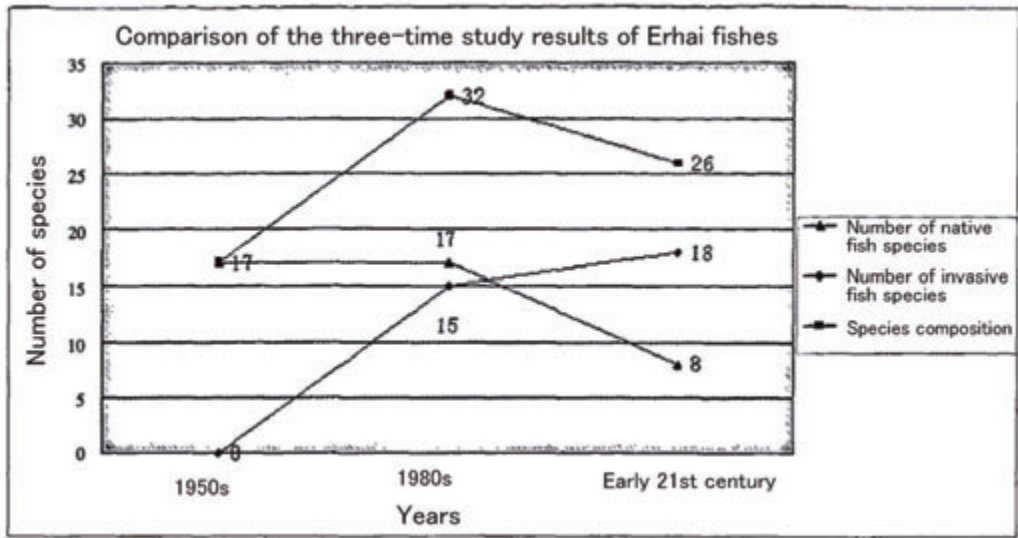 Comparison of the three-time study results of Erhai fishes
35
30
25
20
15
10
5
0
Number of species
17
32
26
17
18
15
8
0
1950s
1980s
Early 21st century
Years
Number of native
fish species
Number of invasive
fish species
Species composition